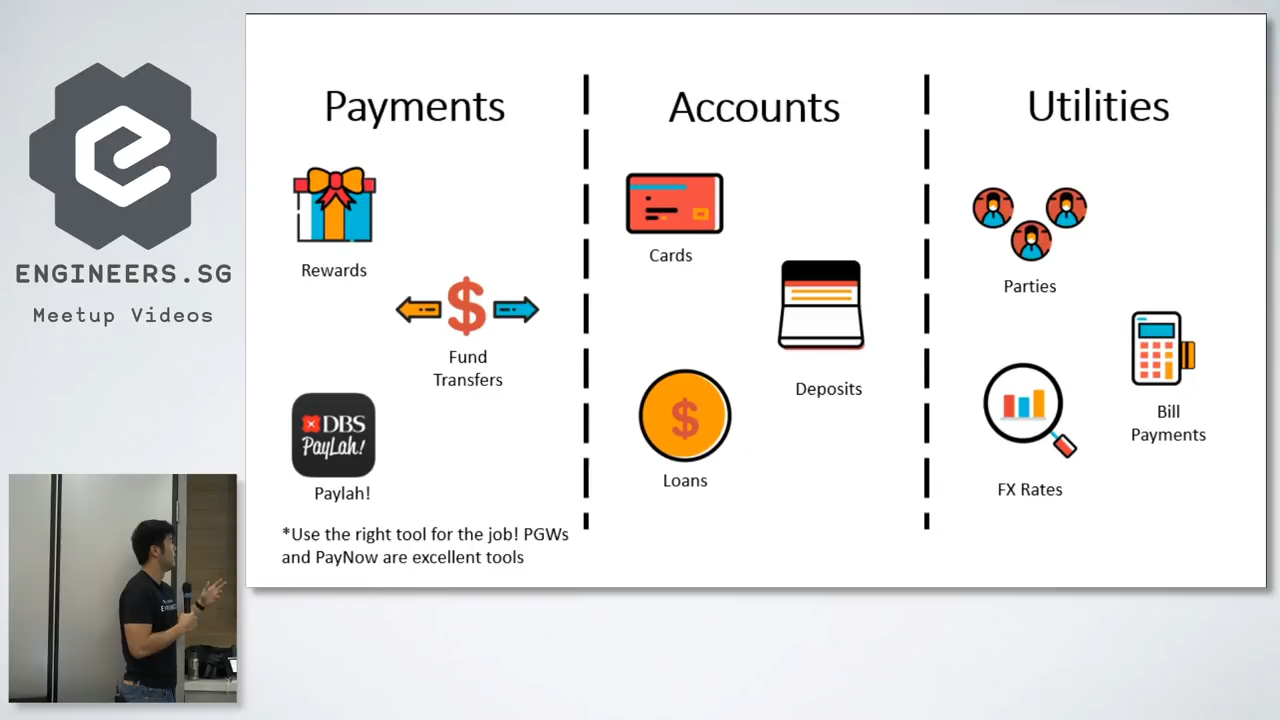 ENGINEERS.SG
Meetup Videos
Payments
Rewards
Fund
Transfers
DBS
PayLah!
Paylah!
*Use the right tool for the job! PGWs
and PayNow are excellent tools
Accounts
Cards
Deposits
$
Loans
Utilities
Parties
Bill
Payments
FX Rates